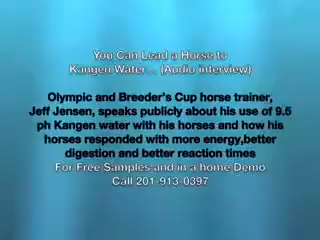 You Can Lead a Horse to
Kangen Water... (Audio interview)
Olympic and Breeder's Cup horse trainer,
Jeff Jensen, speaks publicly about his use of 9.5
ph Kangen water with his horses and how his
horses responded with more energy,better
digestion and better reaction times
For Free Samples and in a home Demo
Call 201-913-0397